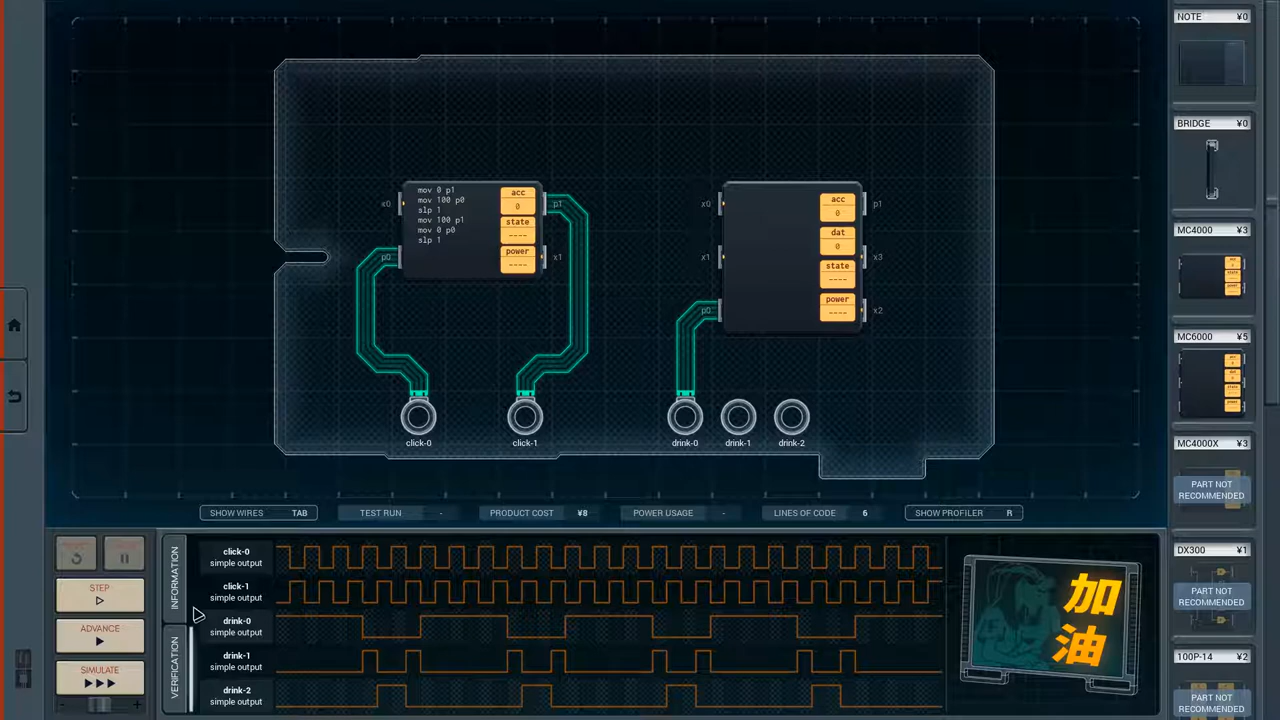 NOTE ¥0
BRIDGE ¥0
MC4000 ¥3
MC6000 ¥5
MC4000X ¥3
PART NOT
RECOMMENDED
DX300 ¥1
PART NOT
RECOMMENDED
100P-14 ¥2
PART NOT
RECOMMENDED
mov 0 p1
mov 100 p0
slp 1
mov 100 p1
mov 0 p0
slp 1
acc
0
state
----
power
----
x0
p0
p1
x1
acc
0
dat
0
state
----
power
----
x0
x1
p0
p1
x3
x2
click-0
click-1
drink-0
drink-1
drink-2
SHOW WIRES TAB
TEST RUN -
PRODUCT COST ¥8
POWER USAGE -
LINES OF CODE 6
SHOW PROFILER R
STEP
ADVANCE
SIMULATE
- +
INFORMATION
VERIFICATION
click-0
simple output
click-1
simple output
drink-0
simple output
drink-1
simple output
drink-2
simple output
加
油